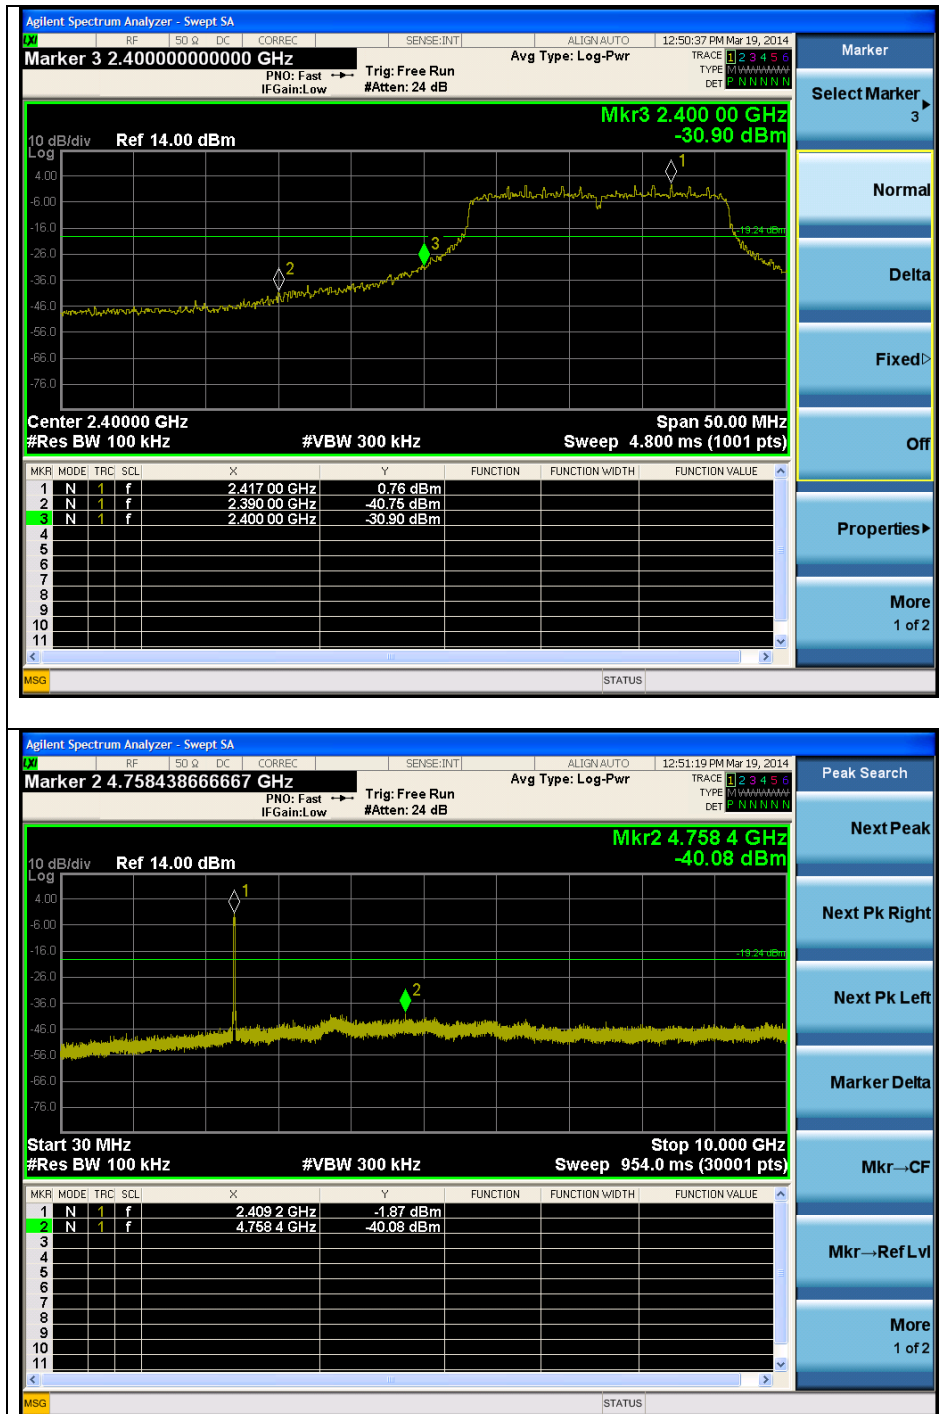 Agilent Spectrum Analyzer - Swept SA
LXI RF 50 Ω DC CORREC SENSE:INT ALIGN AUTO 12:50:37 PM Mar 19, 2014
Marker 3 2.400000000000 GHz
PNO: Fast
IFGain:Low
Trig: Free Run
#Atten: 24 dB
Avg Type: Log-Pwr
TRACE 1 2 3 4 5 6
TYPE M W W W W W
DET P N N N N N
Mkr3 2.400 00 GHz
-30.90 dBm
10 dB/div Ref 14.00 dBm
Log
4.00
-6.00
-16.0
-26.0
-36.0
-46.0
-56.0
-66.0
-76.0
1
2
3
-19.24 dBm
Center 2.40000 GHz Span 50.00 MHz
#Res BW 100 kHz #VBW 300 kHz Sweep 4.800 ms (1001 pts)
MKR MODE TRC SCL X Y FUNCTION FUNCTION WIDTH FUNCTION VALUE
1 N 1 f 2.417 00 GHz 0.76 dBm
2 N 1 f 2.390 00 GHz -40.75 dBm
3 N 1 f 2.400 00 GHz -30.90 dBm
4
5
6
7
8
9
10
11
MSG STATUS
Marker
Select Marker
3
Normal
Delta
Fixed
Off
Properties
More
1 of 2
Agilent Spectrum Analyzer - Swept SA
LXI RF 50 Ω DC CORREC SENSE:INT ALIGN AUTO 12:51:19 PM Mar 19, 2014
Marker 2 4.758438666667 GHz
PNO: Fast
IFGain:Low
Trig: Free Run
#Atten: 24 dB
Avg Type: Log-Pwr
TRACE 1 2 3 4 5 6
TYPE M W W W W W
DET P N N N N N
Mkr2 4.758 4 GHz
-40.08 dBm
10 dB/div Ref 14.00 dBm
Log
4.00
-6.00
-16.0
-26.0
-36.0
-46.0
-56.0
-66.0
-76.0
1
2
-19.24 dBm
Start 30 MHz Stop 10.000 GHz
#Res BW 100 kHz #VBW 300 kHz Sweep 954.0 ms (30001 pts)
MKR MODE TRC SCL X Y FUNCTION FUNCTION WIDTH FUNCTION VALUE
1 N 1 f 2.409 2 GHz -1.87 dBm
2 N 1 f 4.758 4 GHz -40.08 dBm
3
4
5
6
7
8
9
10
11
MSG STATUS
Peak Search
Next Peak
Next Pk Right
Next Pk Left
Marker Delta
Mkr→CF
Mkr→Ref Lvl
More
1 of 2